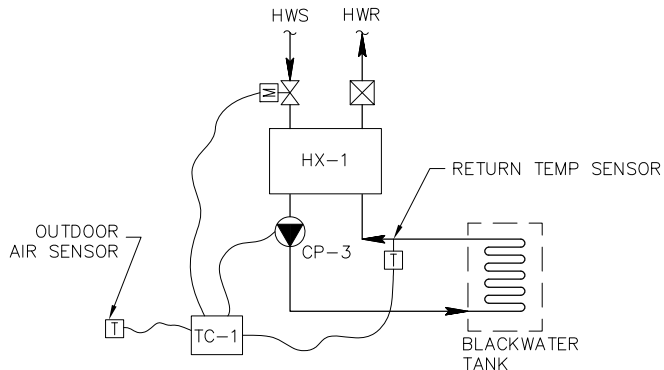 HWS HWR
M
HX-1
RETURN TEMP SENSOR
OUTDOOR
AIR SENSOR
CP-3
T
T
TC-1
BLACKWATER
TANK